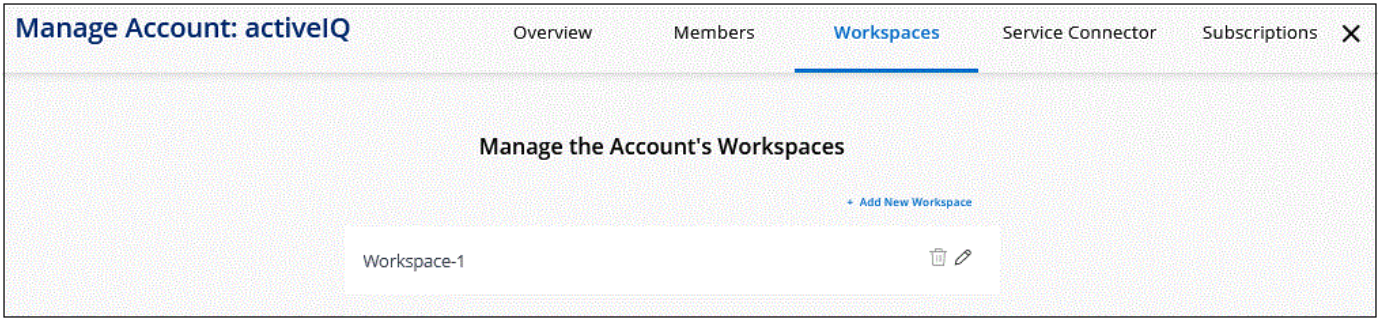 Manage Account: activeIQ
Overview Members Workspaces Service Connector Subscriptions
Manage the Account's Workspaces
+ Add New Workspace
Workspace-1